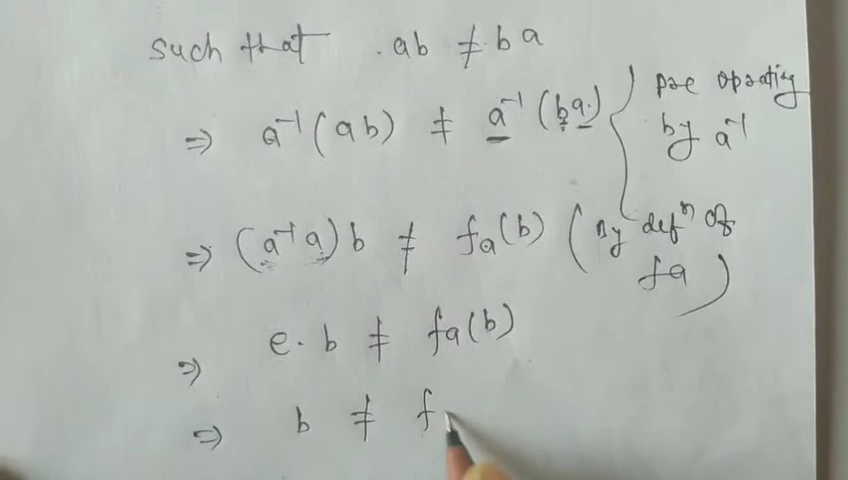 such that ab ≠ ba
⇒ a⁻¹(ab) ≠ a⁻¹(ba) } pre operating by a⁻¹
⇒ (a⁻¹a)b ≠ fa(b) (By defⁿ of fa)
⇒ e·b ≠ fa(b)
⇒ b ≠ f